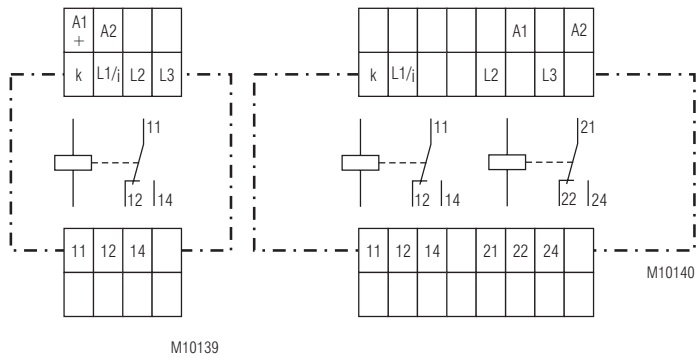 A1 + A2
k L1/i L2 L3
11
12 14
11 12 14
M10139
A1 A2
k L1/i L2 L3
11 21
12 14 22 24
11 12 14 21 22 24
M10140